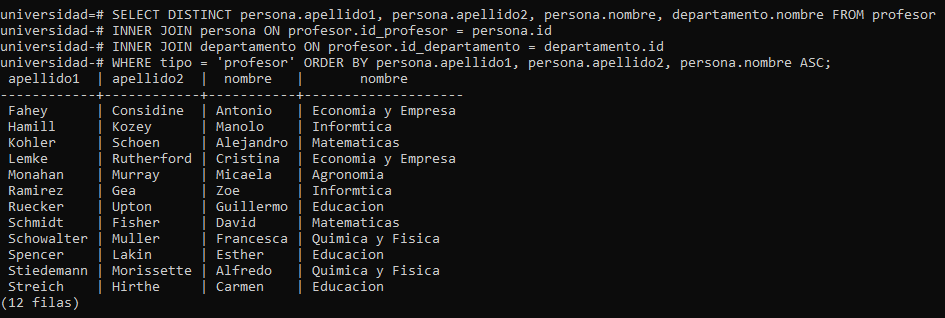 universidad=# SELECT DISTINCT persona.apellido1, persona.apellido2, persona.nombre, departamento.nombre FROM profesor
universidad-# INNER JOIN persona ON profesor.id_profesor = persona.id
universidad-# INNER JOIN departamento ON profesor.id_departamento = departamento.id
universidad-# WHERE tipo = 'profesor' ORDER BY persona.apellido1, persona.apellido2, persona.nombre ASC;
 apellido1  | apellido2  |  nombre   |       nombre
------------+------------+-----------+--------------------
 Fahey      | Considine  | Antonio   | Economia y Empresa
 Hamill     | Kozey      | Manolo    | Informtica
 Kohler     | Schoen     | Alejandro | Matematicas
 Lemke      | Rutherford | Cristina  | Economia y Empresa
 Monahan    | Murray     | Micaela   | Agronomia
 Ramirez    | Gea        | Zoe       | Informtica
 Ruecker    | Upton      | Guillermo | Educacion
 Schmidt    | Fisher     | David     | Matematicas
 Schowalter | Muller     | Francesca | Quimica y Fisica
 Spencer    | Lakin      | Esther    | Educacion
 Stiedemann | Morissette | Alfredo   | Quimica y Fisica
 Streich    | Hirthe     | Carmen    | Educacion
(12 filas)